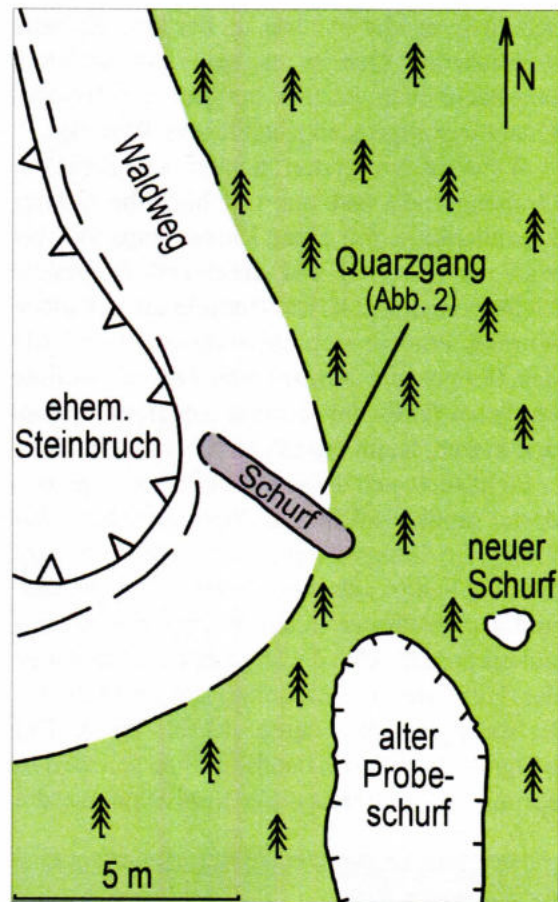 N
Waldweg
Quarzgang
(Abb. 2)
ehem.
Steinbruch
Schurf
neuer
Schurf
alter
Probe-
schurf
5 m